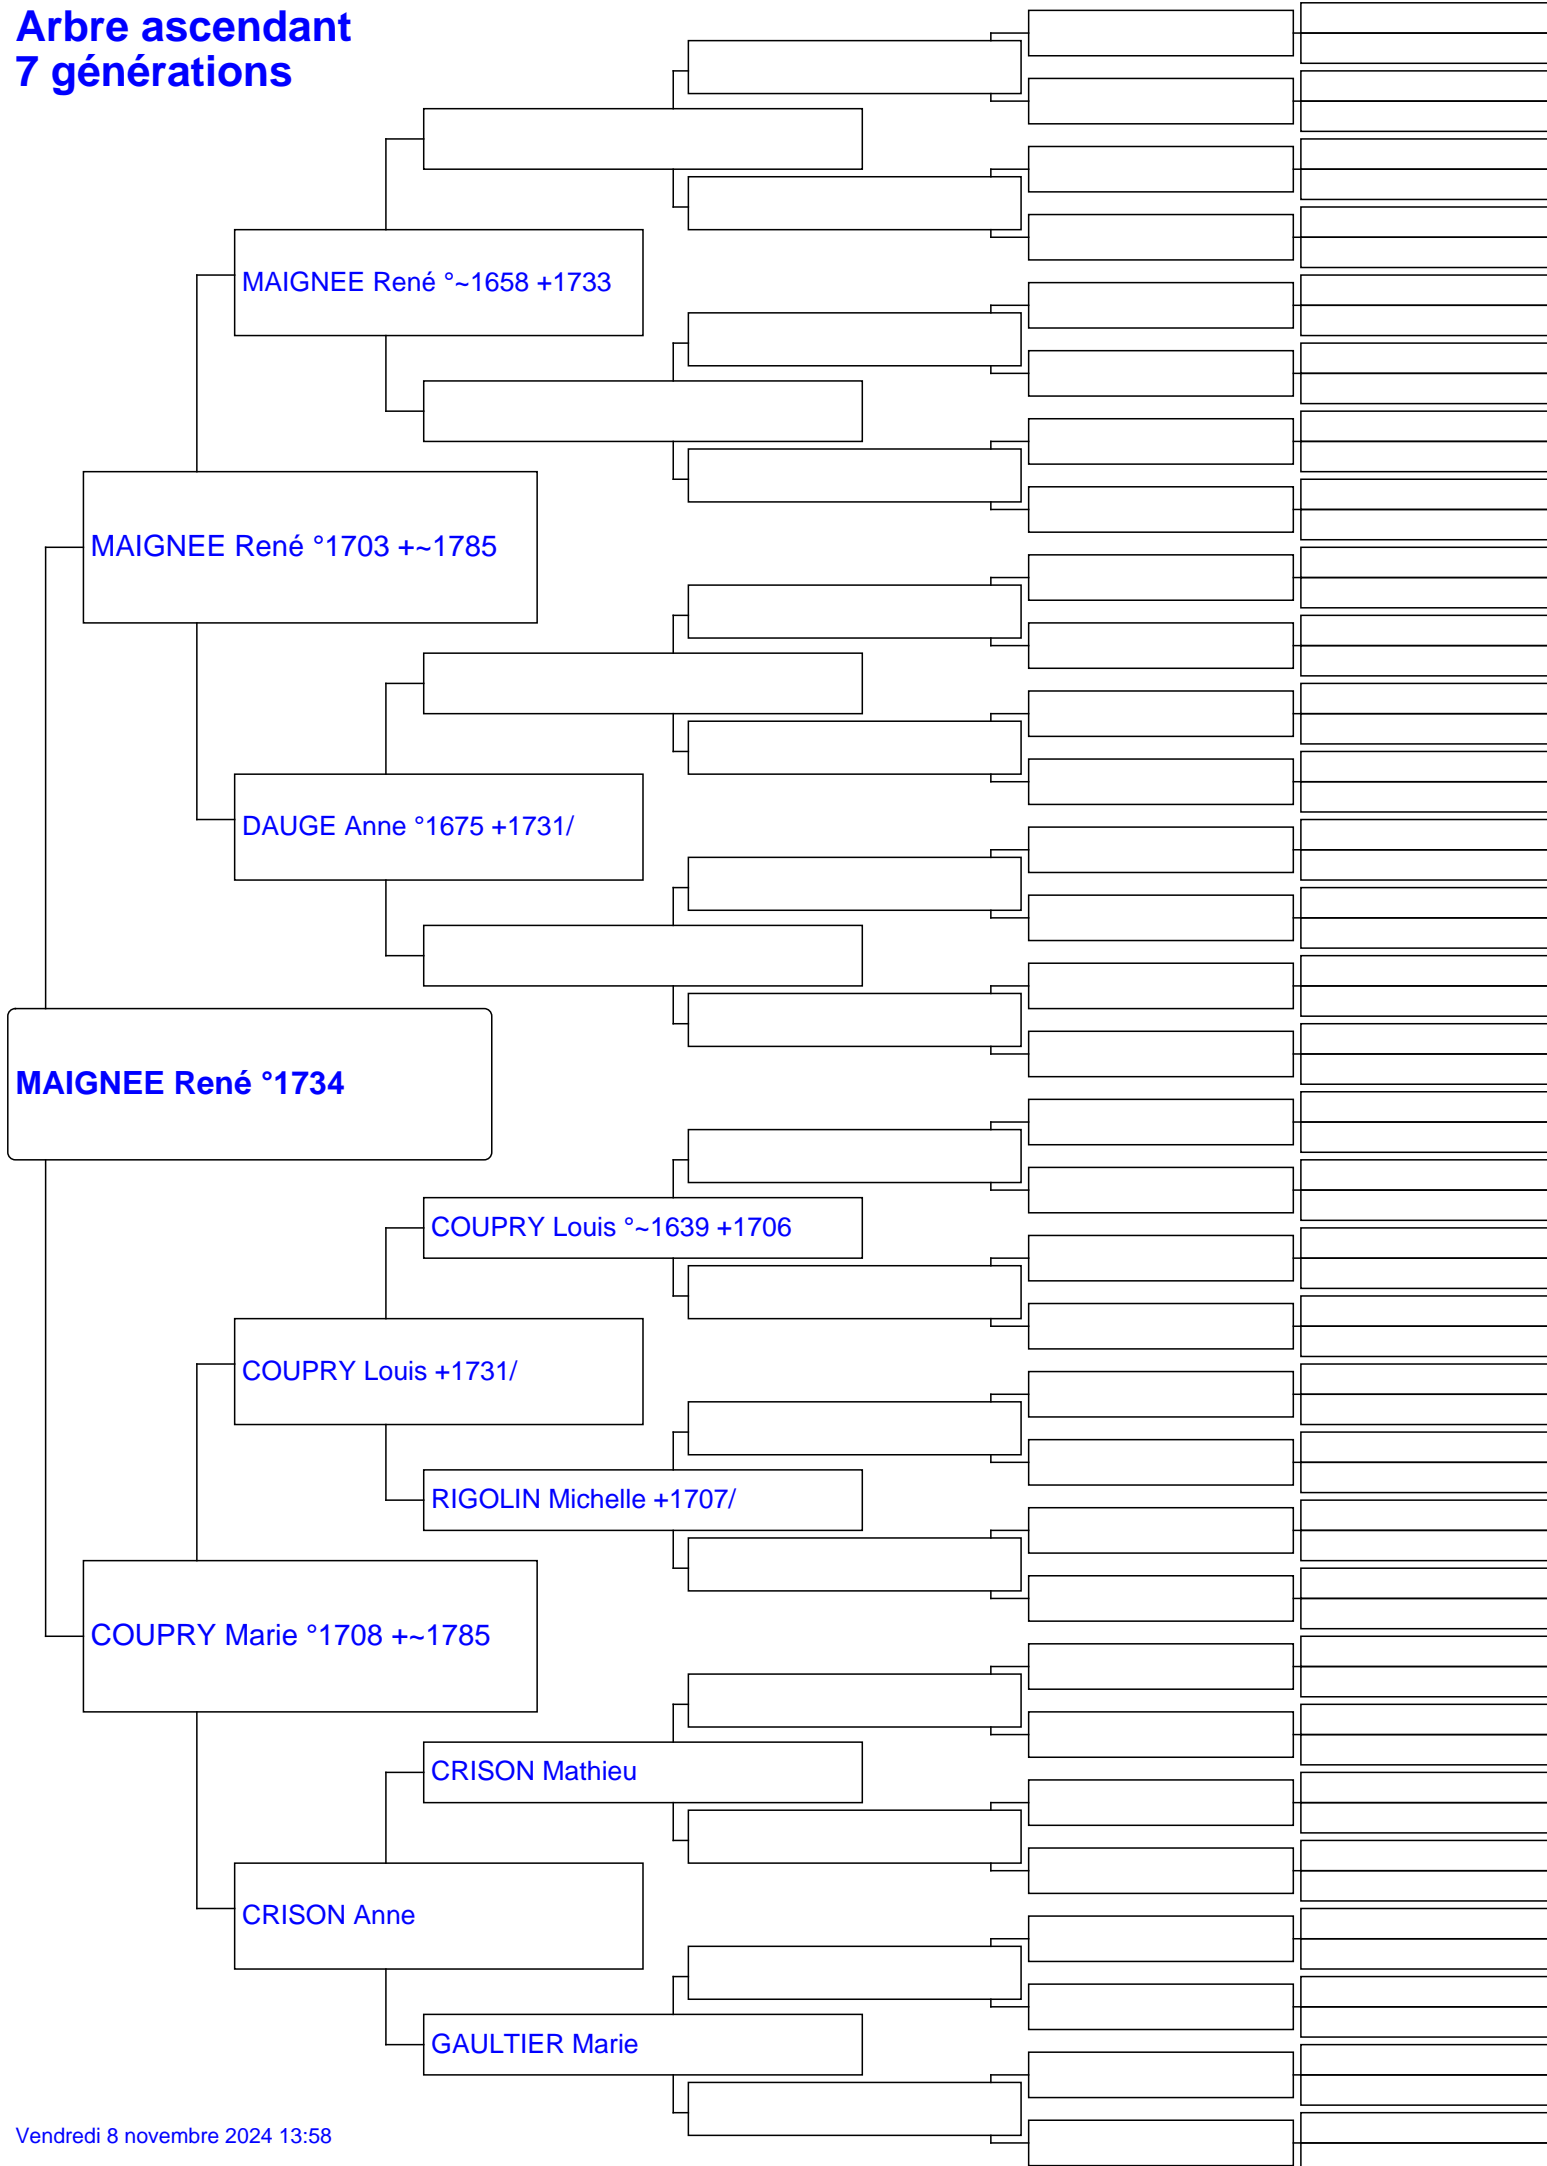 Arbre ascendant
7 générations
MAIGNEE René °~1658 +1733
MAIGNEE René °1703 +~1785
DAUGE Anne °1675 +1731/
MAIGNEE René °1734
COUPRY Louis °~1639 +1706
COUPRY Louis +1731/
RIGOLIN Michelle +1707/
COUPRY Marie °1708 +~1785
CRISON Mathieu
CRISON Anne
GAULTIER Marie
Vendredi 8 novembre 2024 13:58